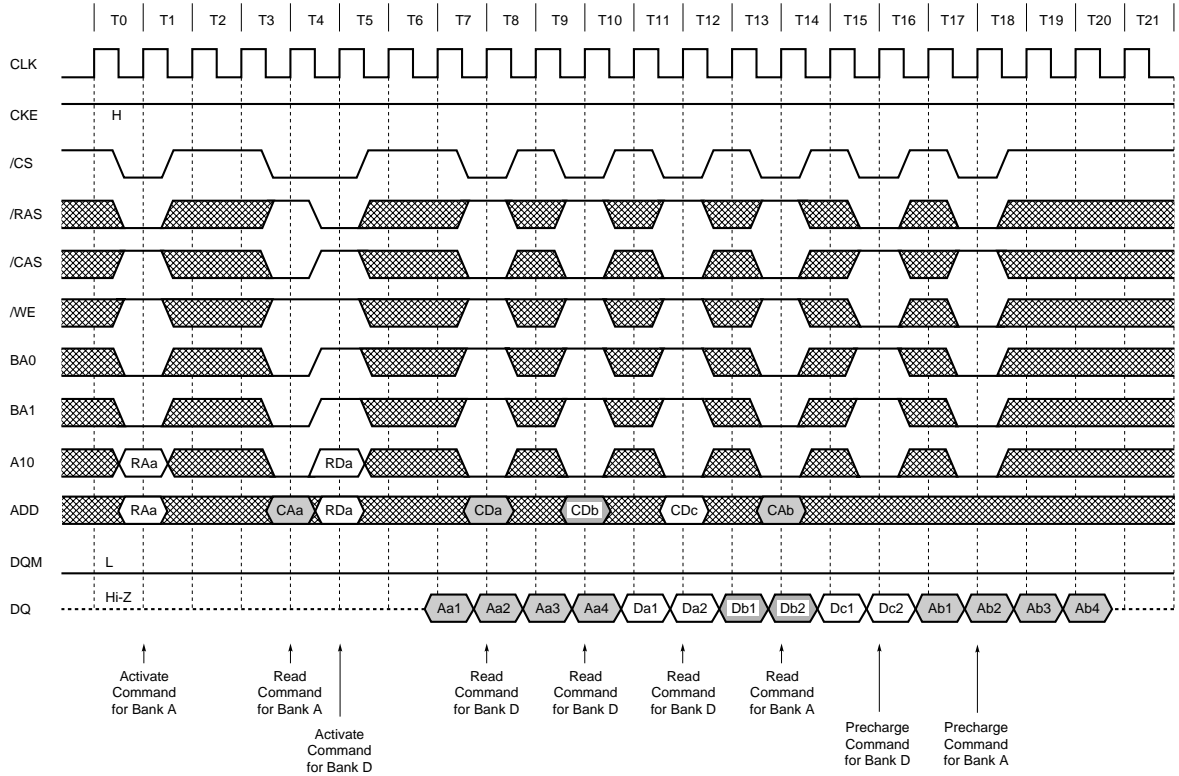 T0 T1 T2 T3 T4 T5 T6 T7 T8 T9 T10 T11 T12 T13 T14 T15 T16 T17 T18 T19 T20 T21
CLK
CKE H
/CS
/RAS
/CAS
/WE
BA0
BA1
A10 RAa RDa
ADD RAa CAa RDa CDa CDb CDc CAb
DQM L
DQ Hi-Z Aa1 Aa2 Aa3 Aa4 Da1 Da2 Db1 Db2 Dc1 Dc2 Ab1 Ab2 Ab3 Ab4
Activate
Command
for Bank A
Read
Command
for Bank A
Activate
Command
for Bank D
Read
Command
for Bank D
Read
Command
for Bank D
Read
Command
for Bank D
Read
Command
for Bank A
Precharge
Command
for Bank D
Precharge
Command
for Bank A